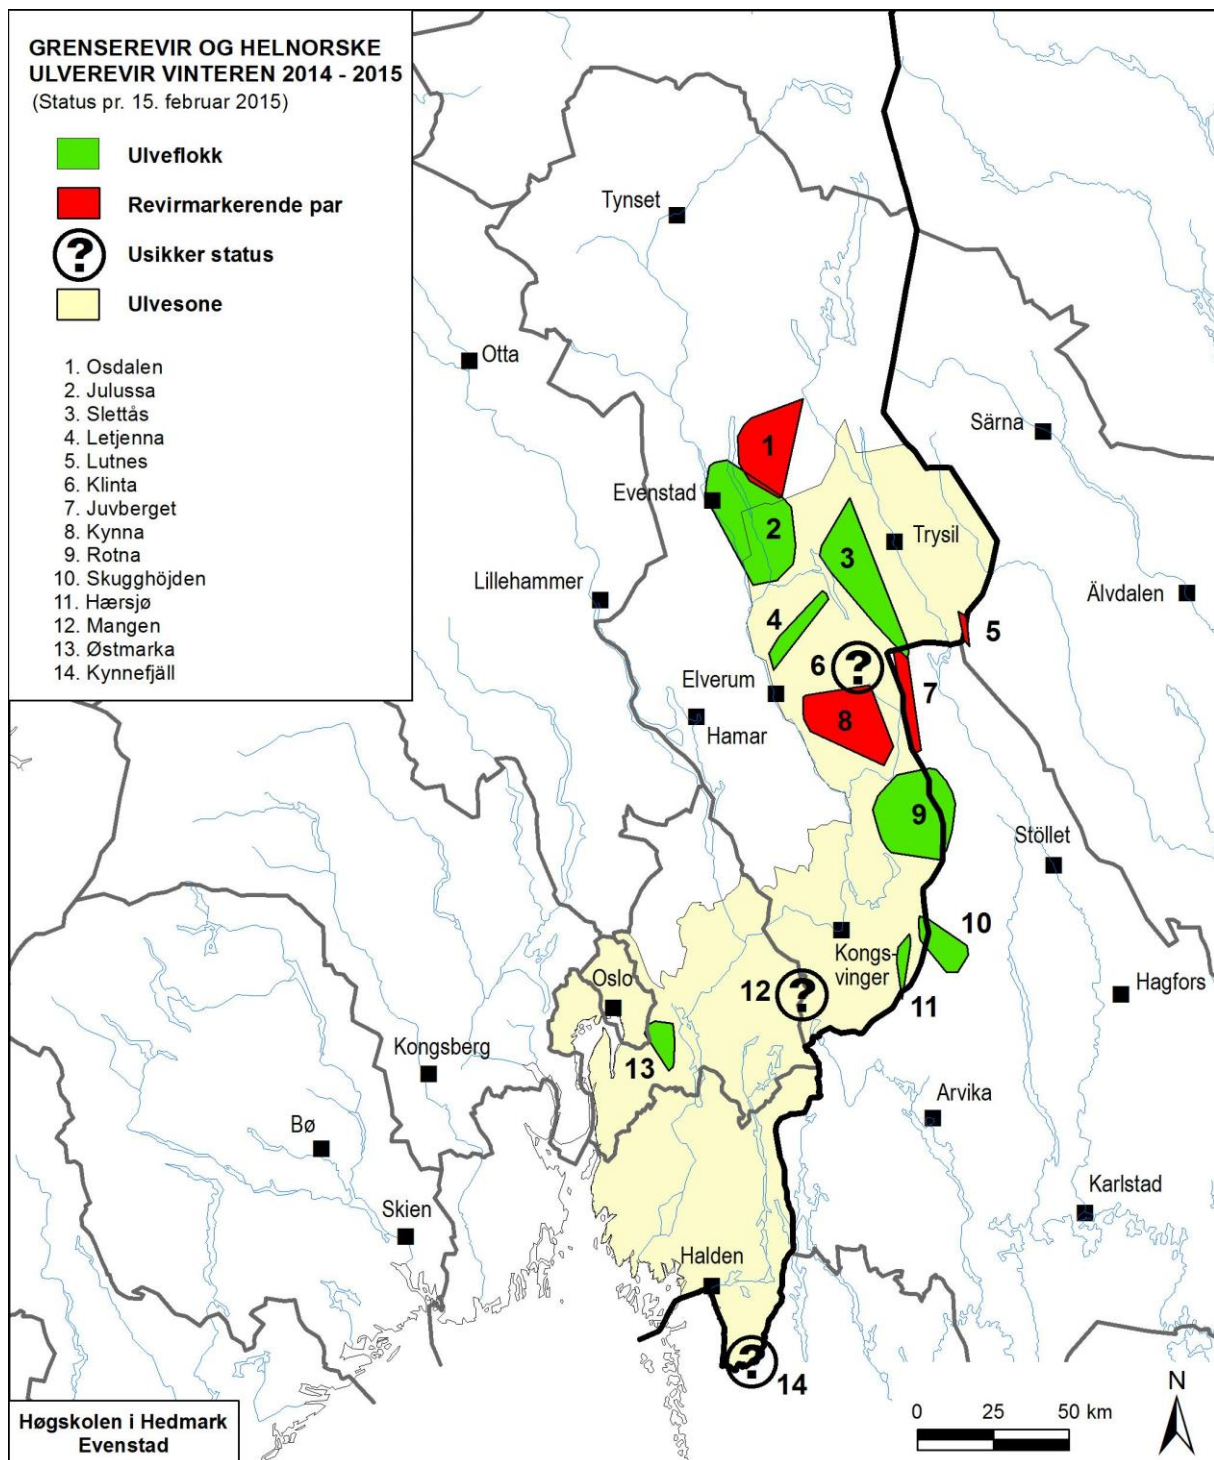 GRENSEREVIR OG HELNORSKE
ULVEREVIR VINTEREN 2014 - 2015
(Status pr. 15. februar 2015)
Ulveflokk
Revirmarkerende par
?
Usikker status
Ulvesone
1. Osdalen
2. Julussa
3. Slettås
4. Letjenna
5. Lutnes
6. Klinta
7. Juvberget
8. Kynna
9. Rotna
10. Skugghöjden
11. Hærsjø
12. Mangen
13. Østmarka
14. Kynnefjäll
Tynset
Otta
Särna
1
Evenstad
2
Trysil
3
Lillehammer
Älvdalen
4
5
6
?
Elverum
7
8
Hamar
9
Stöllet
10
Kongs-
vinger
Oslo
12
?
Hagfors
11
Kongsberg
13
Arvika
Bø
Karlstad
Skien
Halden
?
14
N
0 25 50 km
Høgskolen i Hedmark
Evenstad